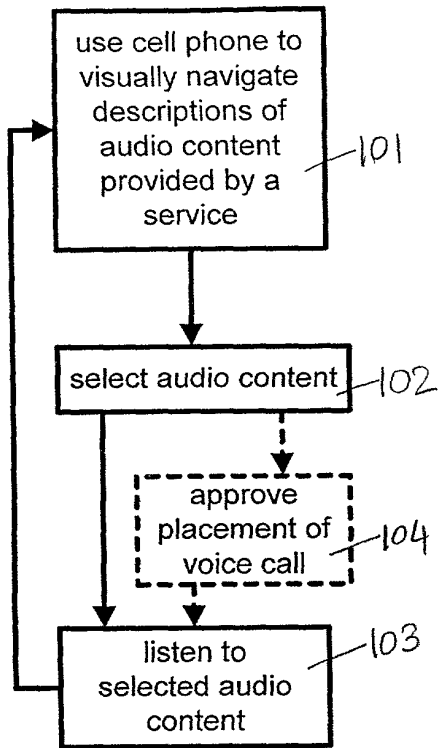 use cell phone to
visually navigate
descriptions of
audio content
provided by a
service
101
select audio content
102
approve
placement of
voice call
104
listen to
selected audio
content
103